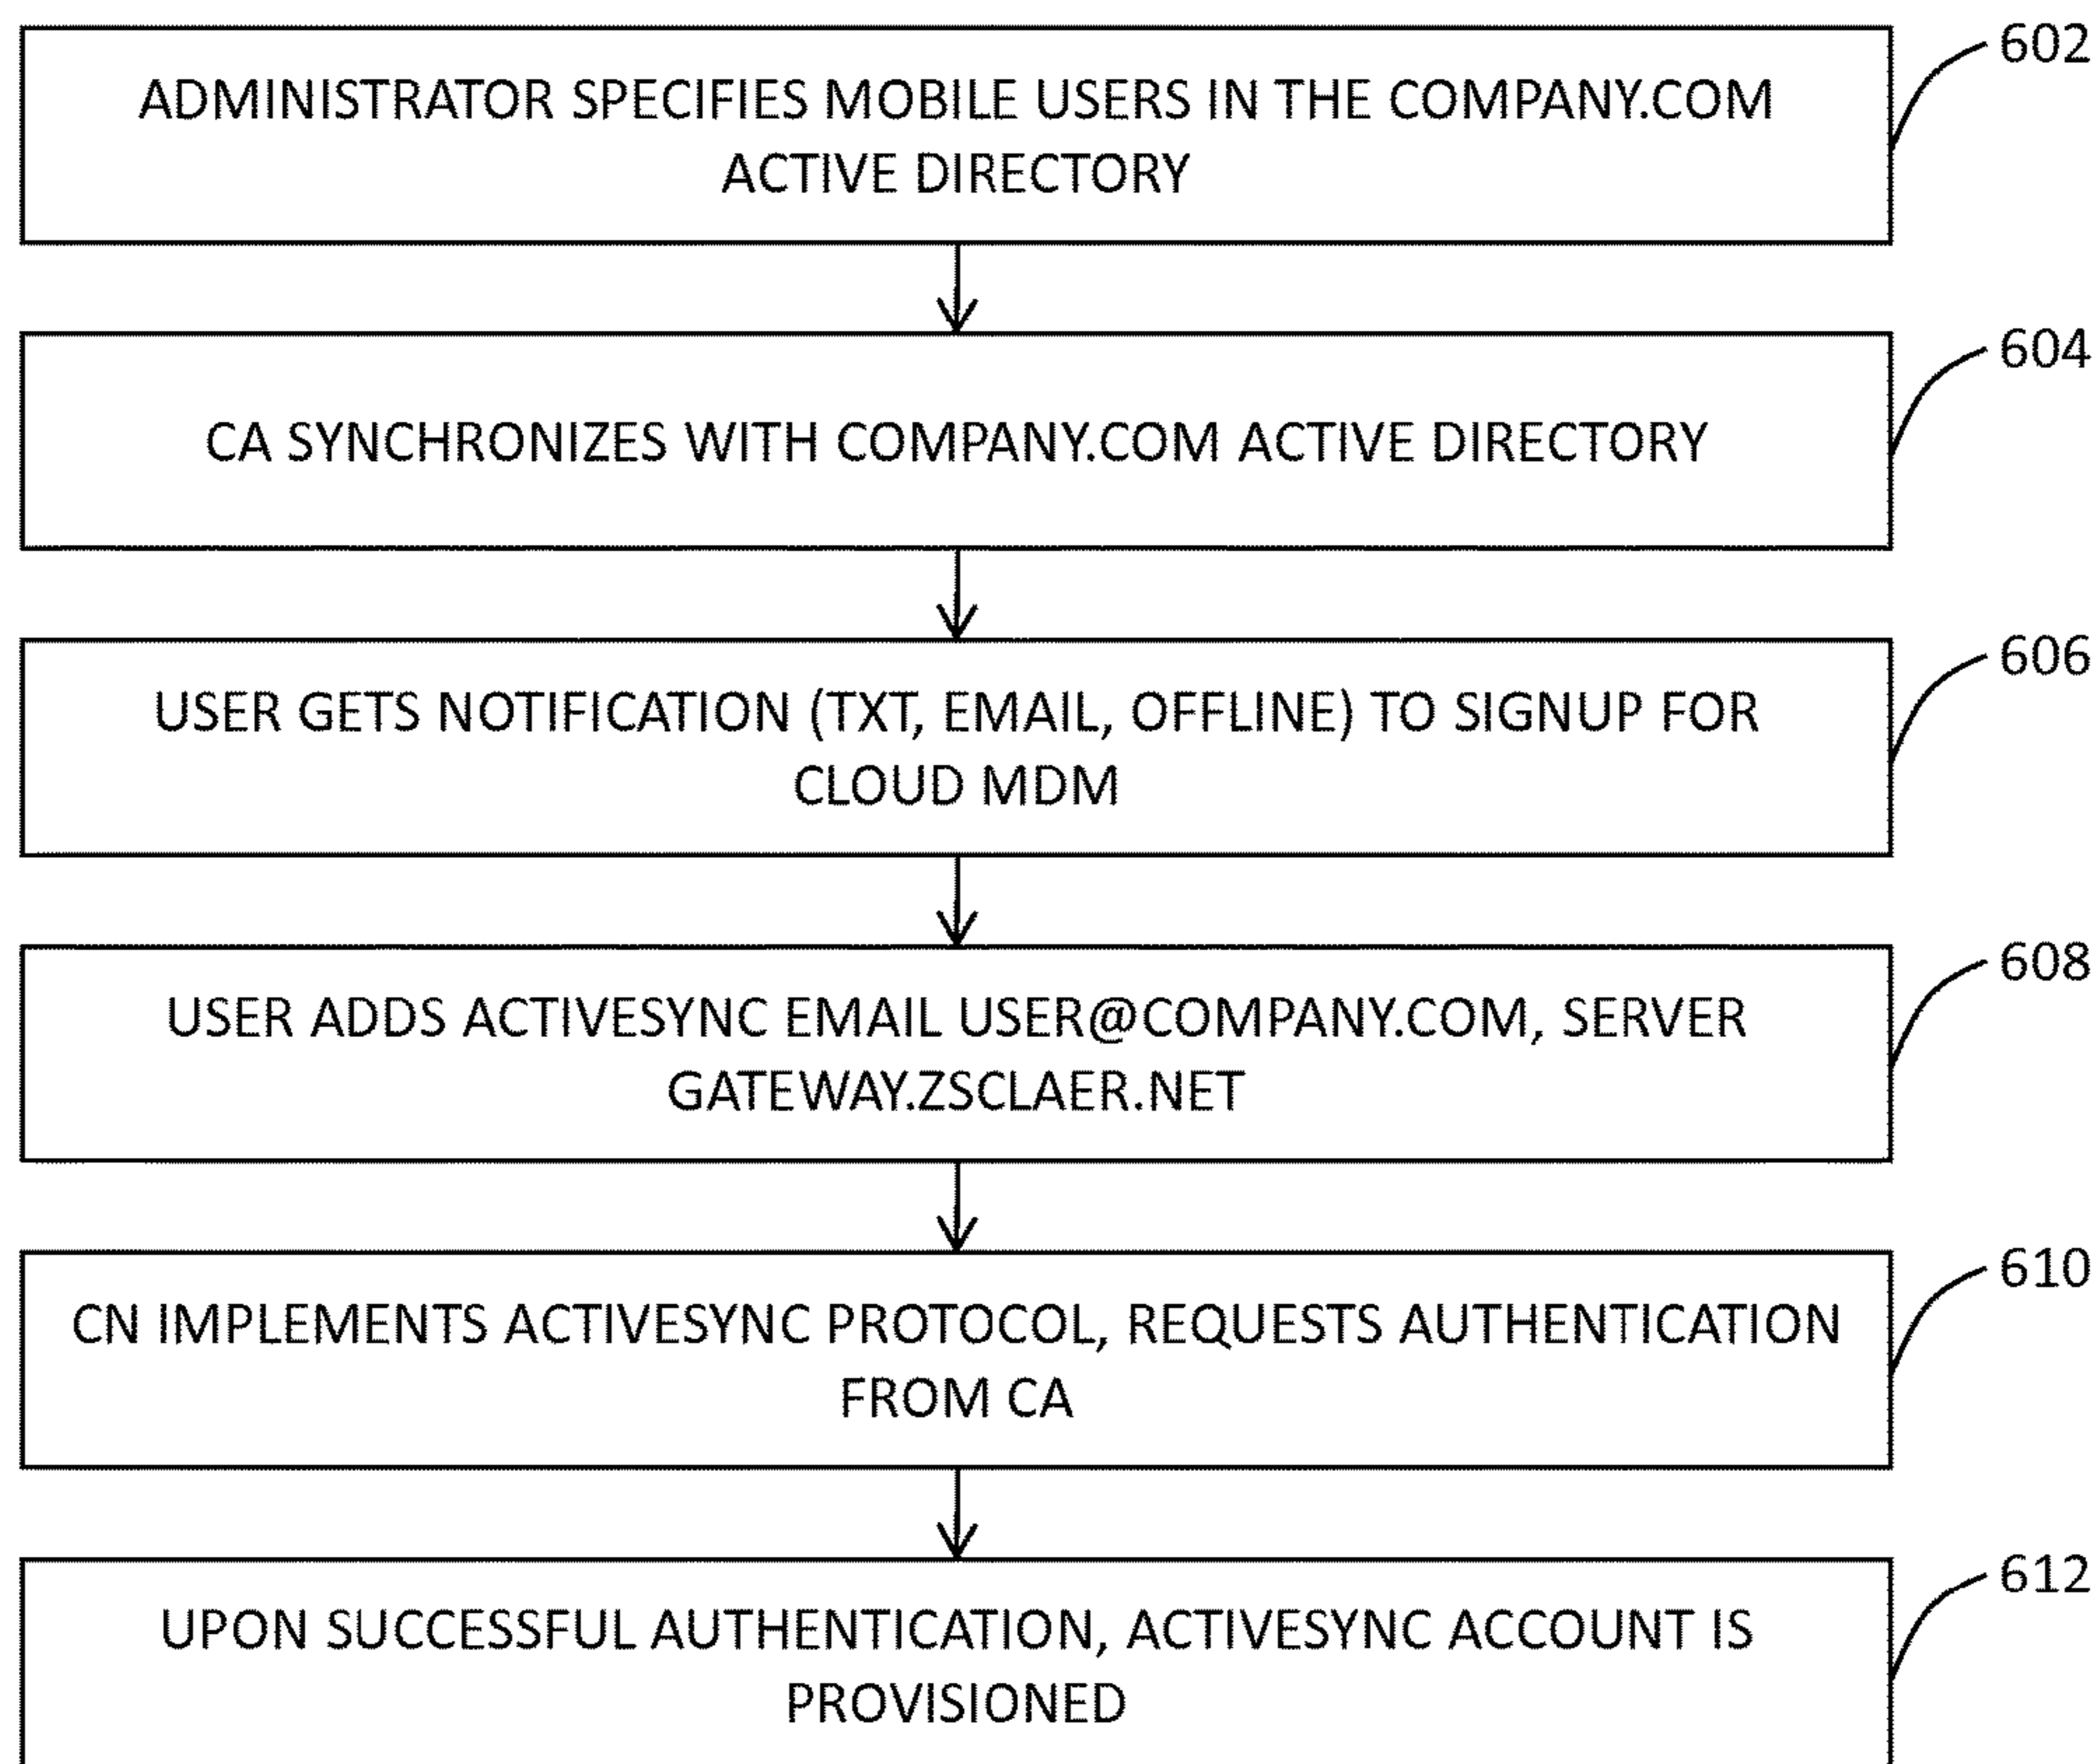 602
ADMINISTRATOR SPECIFIES MOBILE USERS IN THE COMPANY.COM
ACTIVE DIRECTORY
604
CA SYNCHRONIZES WITH COMPANY.COM ACTIVE DIRECTORY
606
USER GETS NOTIFICATION (TXT, EMAIL, OFFLINE) TO SIGNUP FOR
CLOUD MDM
608
USER ADDS ACTIVESYNC EMAIL USER@COMPANY.COM, SERVER
GATEWAY.ZSCLAER.NET
610
CN IMPLEMENTS ACTIVESYNC PROTOCOL, REQUESTS AUTHENTICATION
FROM CA
612
UPON SUCCESSFUL AUTHENTICATION, ACTIVESYNC ACCOUNT IS
PROVISIONED